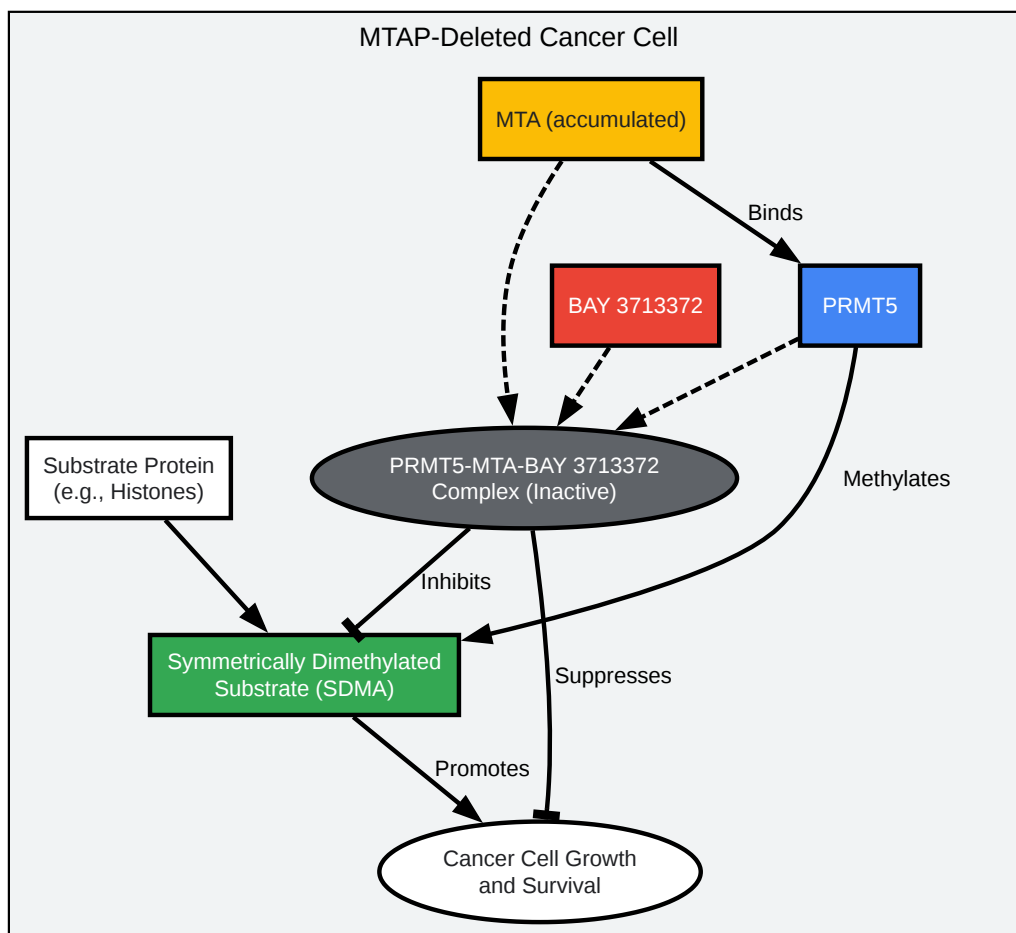 MTAP-Deleted Cancer Cell
MTA (accumulated)
Binds
BAY 3713372
PRMT5
Substrate Protein
(e.g., Histones)
PRMT5-MTA-BAY 3713372
Complex (Inactive)
Methylates
Inhibits
Symmetrically Dimethylated
Substrate (SDMA)
Suppresses
Promotes
Cancer Cell Growth
and Survival